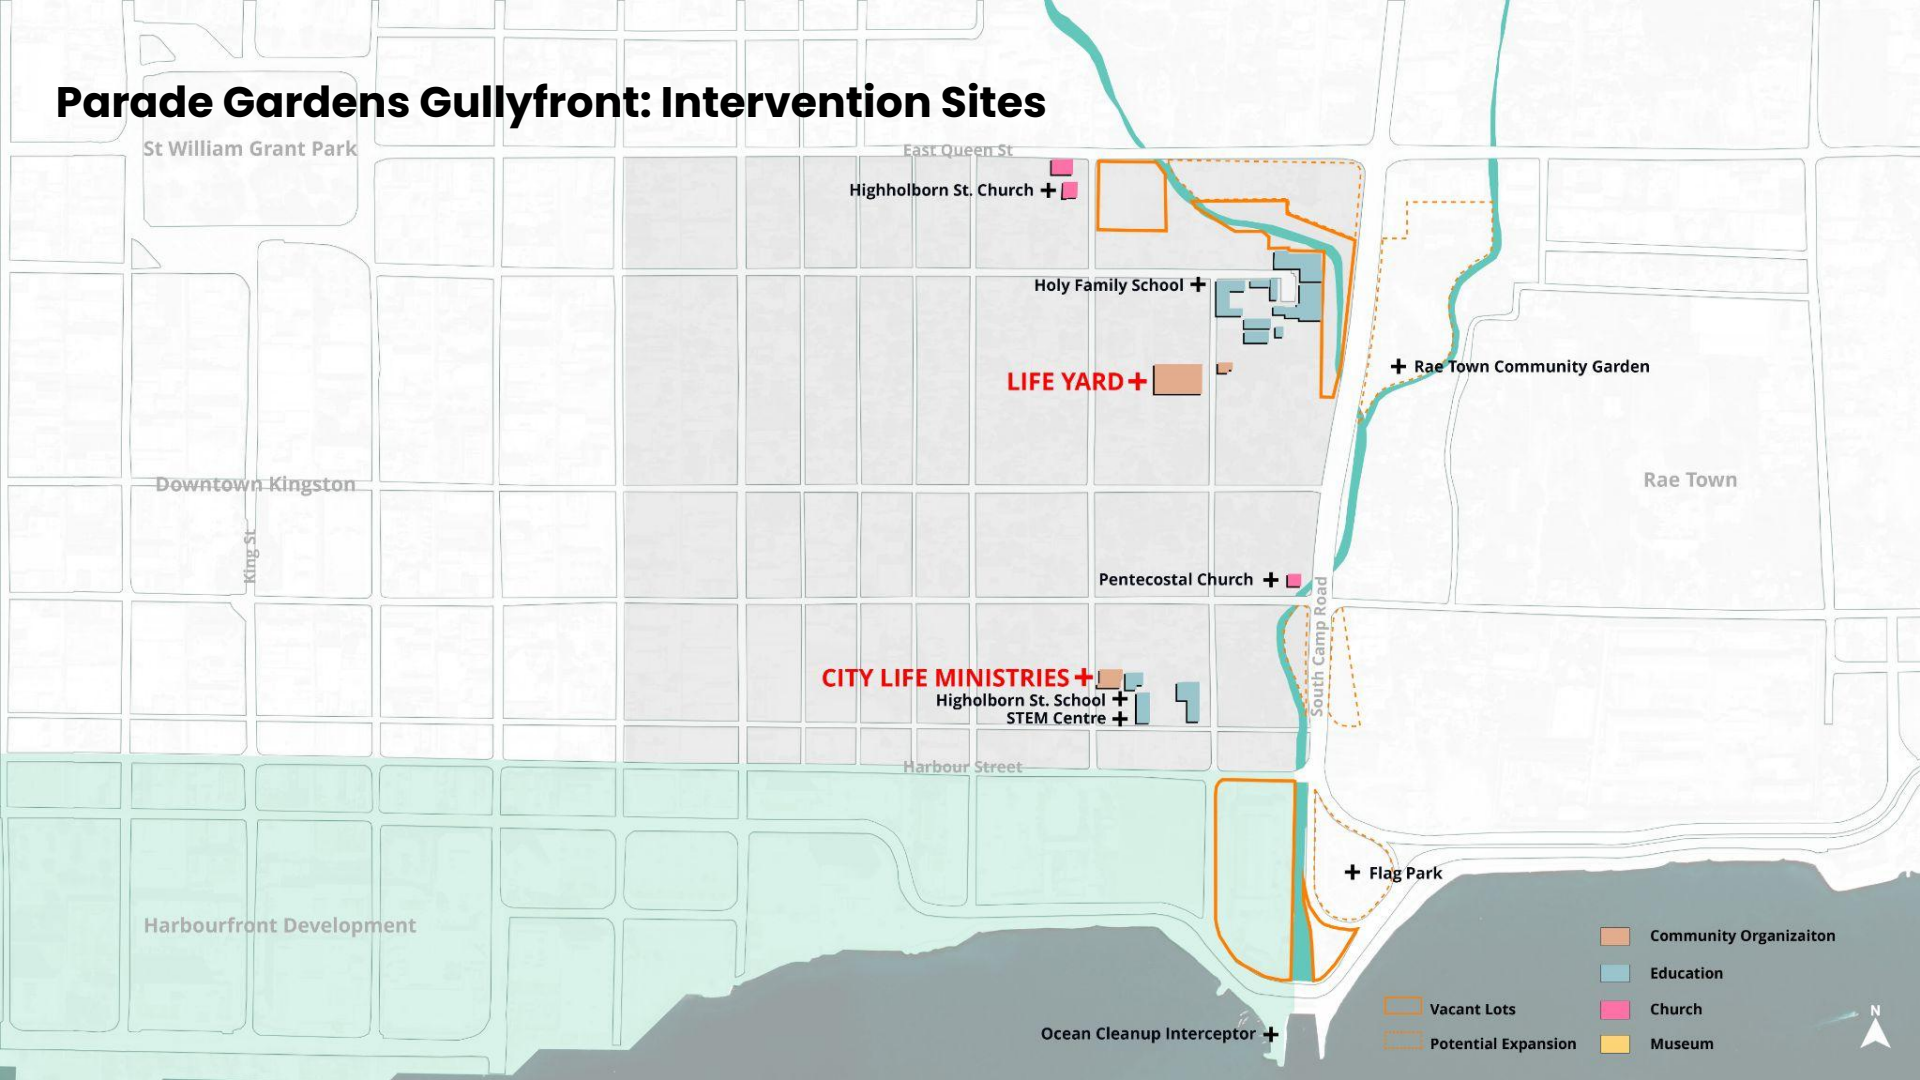 Parade Gardens Gullyfront: Intervention Sites
St William Grant Park
East Queen St
Highholborn St. Church
Holy Family School
LIFE YARD
Rae Town Community Garden
Downtown Kingston
Rae Town
King St
Pentecostal Church
South Camp Road
CITY LIFE MINISTRIES
Higholborn St. School
STEM Centre
Harbour Street
Flag Park
Harbourfront Development
Community Organizaiton
Education
Vacant Lots
Church
Potential Expansion
Museum
N
Ocean Cleanup Interceptor